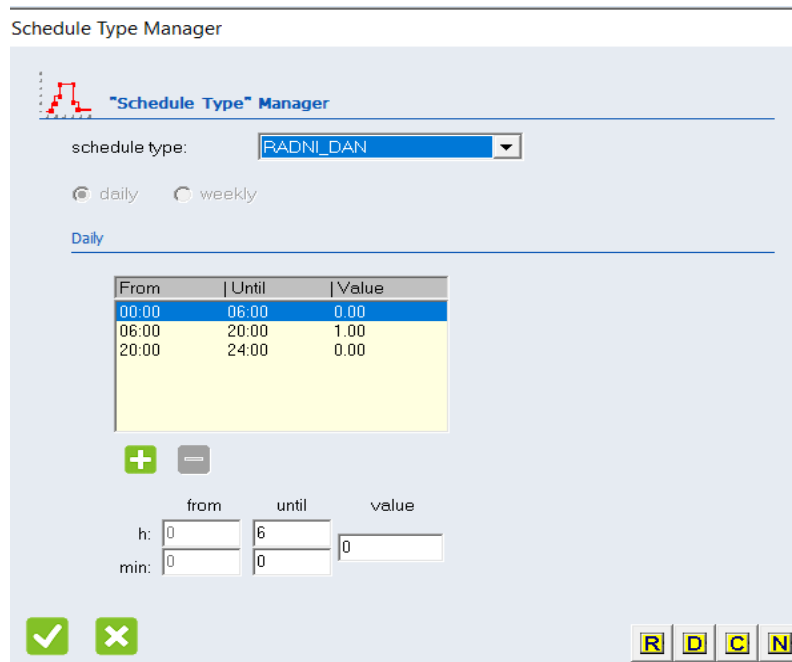 Schedule Type Manager
"Schedule Type" Manager
schedule type: RADNI_DAN
daily weekly
Daily
From | Until | Value
00:00 06:00 0.00
06:00 20:00 1.00
20:00 24:00 0.00
from until value
h: 0 6
0
min: 0 0
R D C N